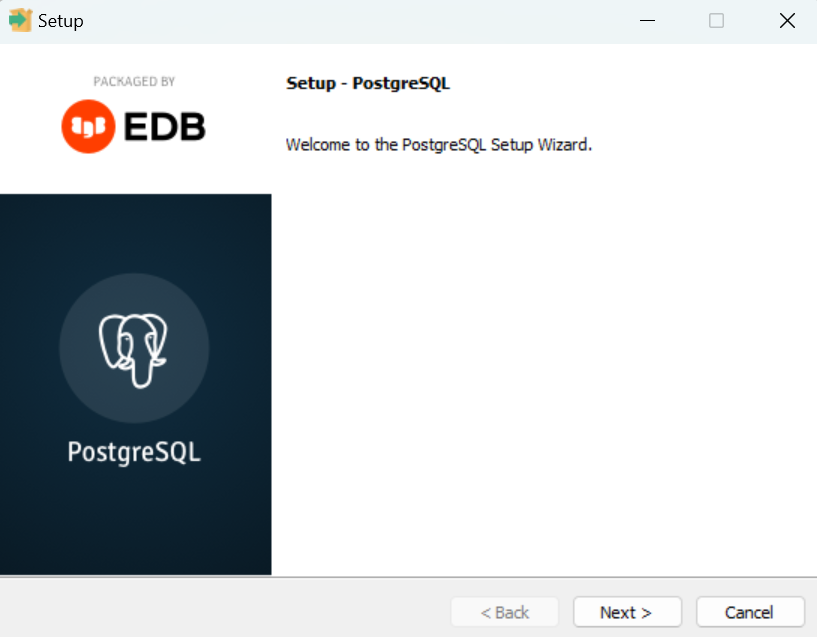 Setup
PACKAGED BY
EDB
Setup - PostgreSQL
Welcome to the PostgreSQL Setup Wizard.
PostgreSQL
< Back
Next >
Cancel